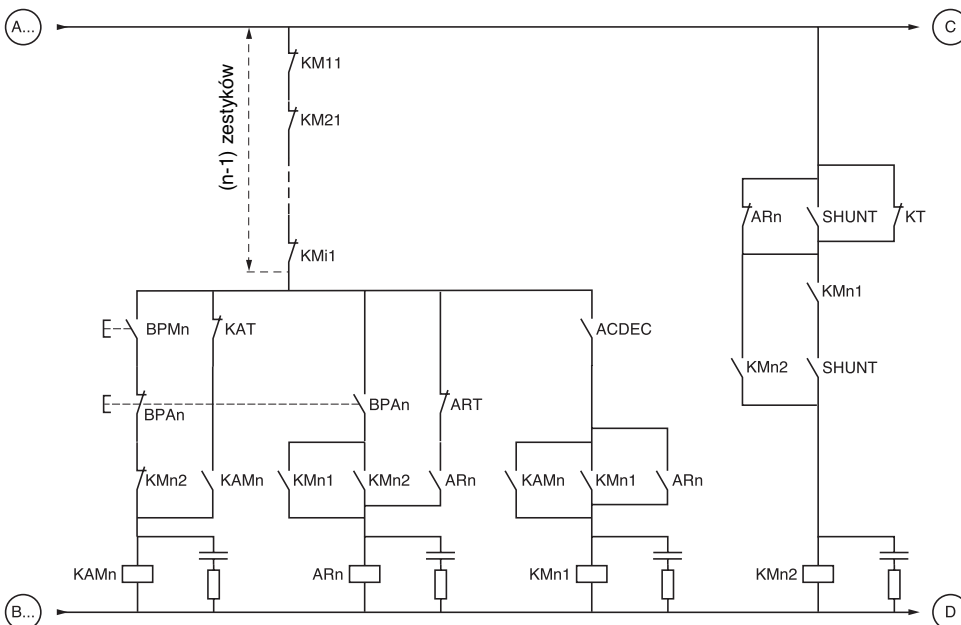 A...
C
KM11
KM21
(n-1) zestyków
ARn
SHUNT
KT
KMi1
KMn1
BPMn
KAT
ACDEC
KMn2
SHUNT
BPAn
BPAn
ART
KMn2
KAMn
KMn1
KMn2
ARn
KAMn
KMn1
ARn
KAMn
ARn
KMn1
KMn2
B...
D